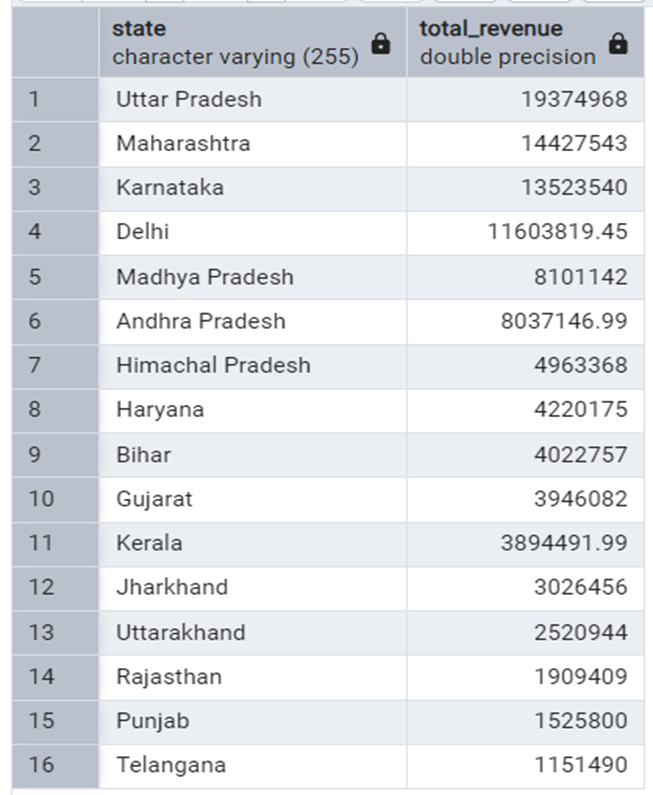 state total_revenue
character varying (255) double precision
1 Uttar Pradesh 19374968
2 Maharashtra 14427543
3 Karnataka 13523540
4 Delhi 11603819.45
5 Madhya Pradesh 8101142
6 Andhra Pradesh 8037146.99
7 Himachal Pradesh 4963368
8 Haryana 4220175
9 Bihar 4022757
10 Gujarat 3946082
11 Kerala 3894491.99
12 Jharkhand 3026456
13 Uttarakhand 2520944
14 Rajasthan 1909409
15 Punjab 1525800
16 Telangana 1151490